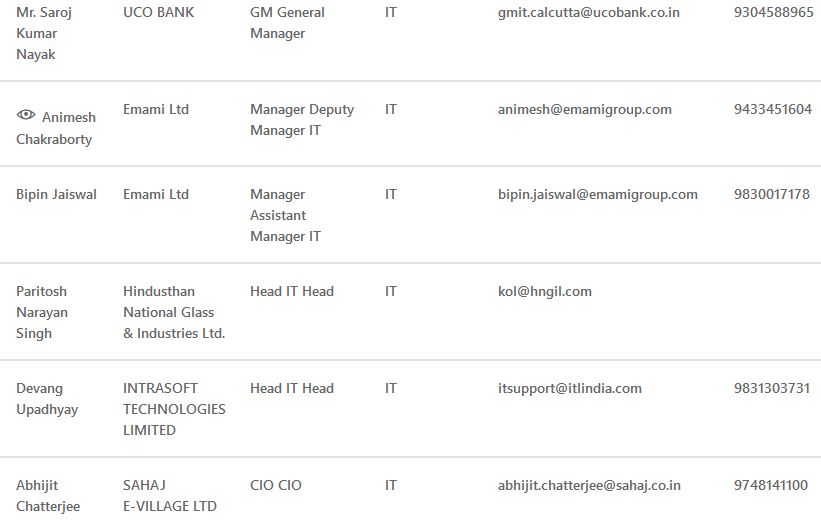 Mr. Saroj Kumar Nayak UCO BANK GM General Manager IT gmit.calcutta@ucobank.co.in 9304588965
Animesh Chakraborty Emami Ltd Manager Deputy Manager IT IT animesh@emamigroup.com 9433451604
Bipin Jaiswal Emami Ltd Manager Assistant Manager IT IT bipin.jaiswal@emamigroup.com 9830017178
Paritosh Narayan Singh Hindusthan National Glass & Industries Ltd. Head IT Head IT kol@hngil.com
Devang Upadhyay INTRASOFT TECHNOLOGIES LIMITED Head IT Head IT itsupport@itlindia.com 9831303731
Abhijit Chatterjee SAHAJ E-VILLAGE LTD CIO CIO IT abhijit.chatterjee@sahaj.co.in 9748141100